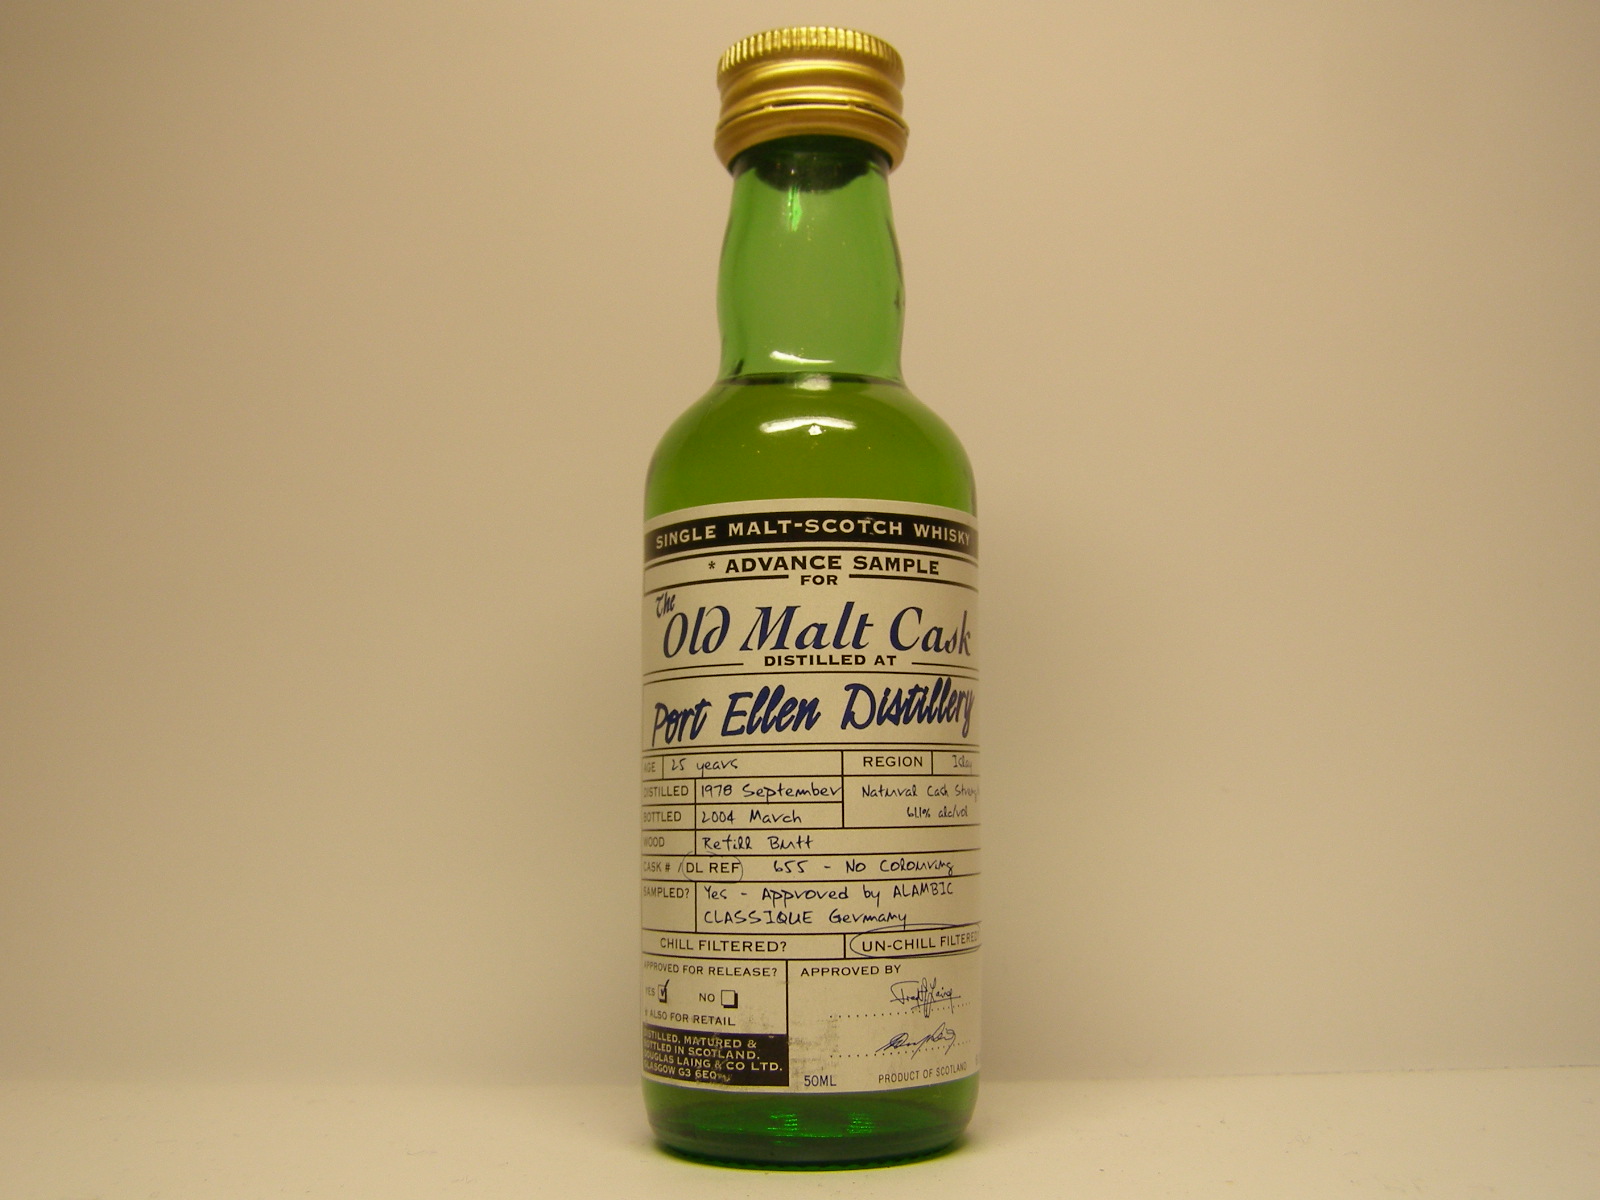 SINGLE MALT-SCOTCH WHISKY
* ADVANCE SAMPLE
FOR
The
Old Malt Cask
DISTILLED AT
Port Ellen Distillery
AGE 25 years REGION Islay
DISTILLED 1978 September Natural Cask Streng
BOTTLED 2004 March 61.1% alc/vol
WOOD Refill Butt
CASK # / DL REF 655 - No Colouring
SAMPLED? Yes - Approved by ALAMBIC
CLASSIQUE Germany
CHILL FILTERED? UN-CHILL FILTERED?
APPROVED FOR RELEASE? APPROVED BY
YES NO
* ALSO FOR RETAIL
DISTILLED, MATURED &
BOTTLED IN SCOTLAND.
DOUGLAS LAING & CO LTD.
GLASGOW G3 6EQ
50ML PRODUCT OF SCOTLAND